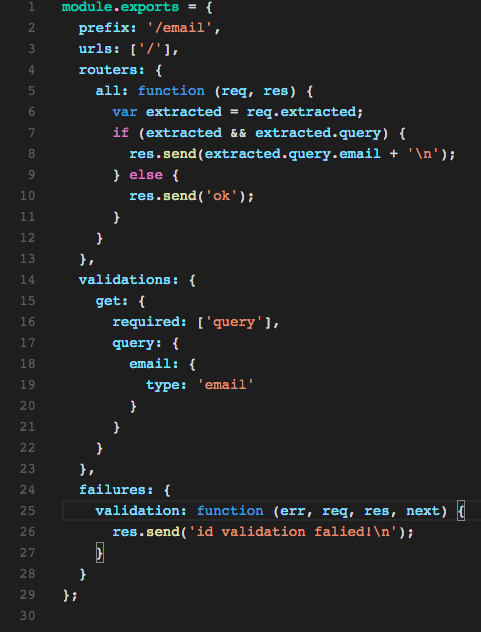 1 module.exports = {
2   prefix: '/email',
3   urls: ['/'],
4   routers: {
5     all: function (req, res) {
6       var extracted = req.extracted;
7       if (extracted && extracted.query) {
8         res.send(extracted.query.email + '\n');
9       } else {
10         res.send('ok');
11       }
12     }
13   },
14   validations: {
15     get: {
16       required: ['query'],
17       query: {
18         email: {
19           type: 'email'
20         }
21       }
22     }
23   },
24   failures: {
25     validation: function (err, req, res, next) {
26       res.send('id validation falied!\n');
27     }
28   }
29 };
30